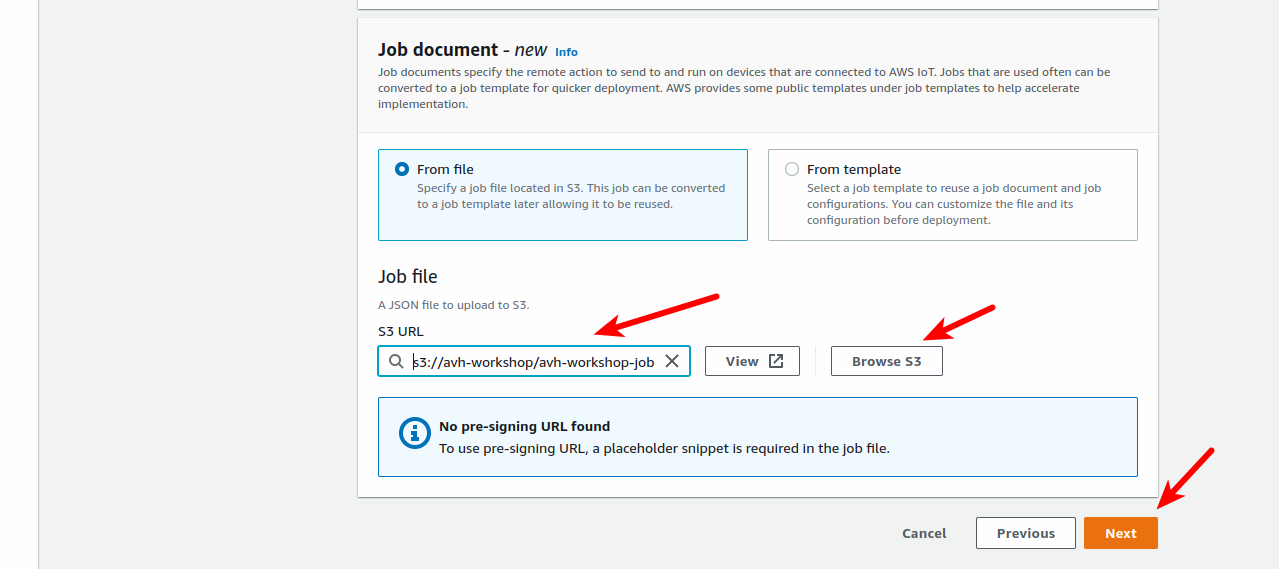 Job document - new Info
Job documents specify the remote action to send to and run on devices that are connected to AWS IoT. Jobs that are used often can be
converted to a job template for quicker deployment. AWS provides some public templates under job templates to help accelerate
implementation.
From file
Specify a job file located in S3. This job can be converted
to a job template later allowing it to be reused.
From template
Select a job template to reuse a job document and job
configurations. You can customize the file and its
configuration before deployment.
Job file
A JSON file to upload to S3.
S3 URL
s3://avh-workshop/avh-workshop-job
View
Browse S3
No pre-signing URL found
To use pre-signing URL, a placeholder snippet is required in the job file.
Cancel
Previous
Next